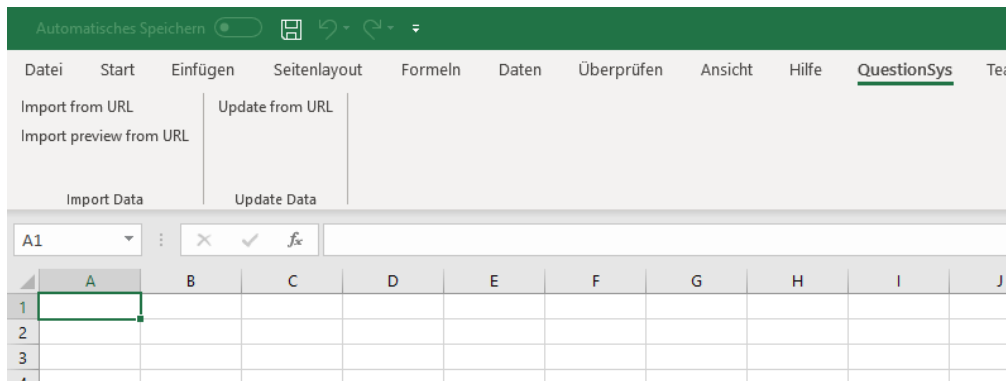 Automatisches Speichern
Datei Start Einfügen Seitenlayout Formeln Daten Überprüfen Ansicht Hilfe QuestionSys
Import from URL Update from URL
Import preview from URL
Import Data Update Data
A1 fx
A B C D E F G H I J
1
2
3